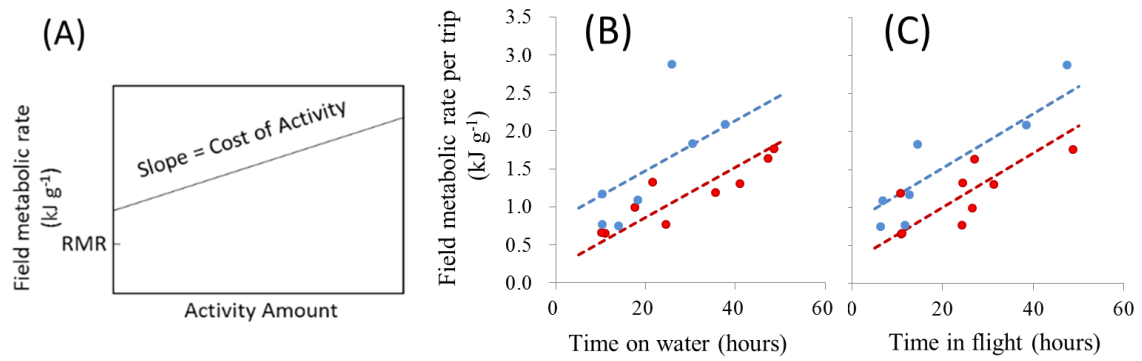 (A)
Field metabolic rate
(kJ g-1)
RMR
Slope = Cost of Activity
Activity Amount
(B)
Field metabolic rate per trip
(kJ g-1)
3.5
3.0
2.5
2.0
1.5
1.0
0.5
0.0
0
20
40
60
Time on water (hours)
(C)
0
20
40
60
Time in flight (hours)